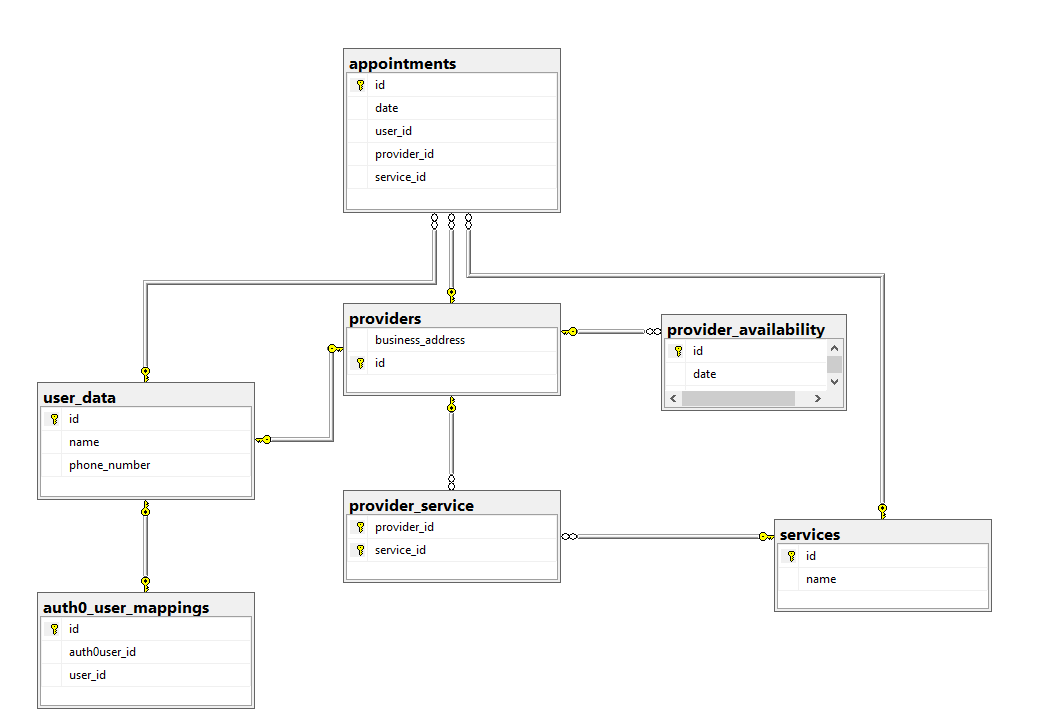 appointments
id
date
user_id
provider_id
service_id
providers
business_address
id
provider_availability
id
date
user_data
id
name
phone_number
provider_service
provider_id
service_id
services
id
name
auth0_user_mappings
id
auth0user_id
user_id